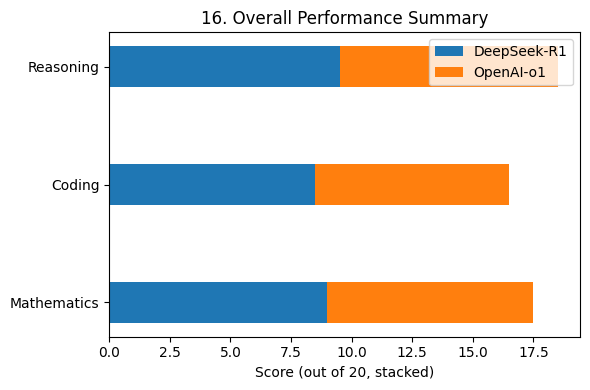 16. Overall Performance Summary
DeepSeek-R1
OpenAI-o1
Reasoning
Coding
Mathematics
0.0 2.5 5.0 7.5 10.0 12.5 15.0 17.5
Score (out of 20, stacked)